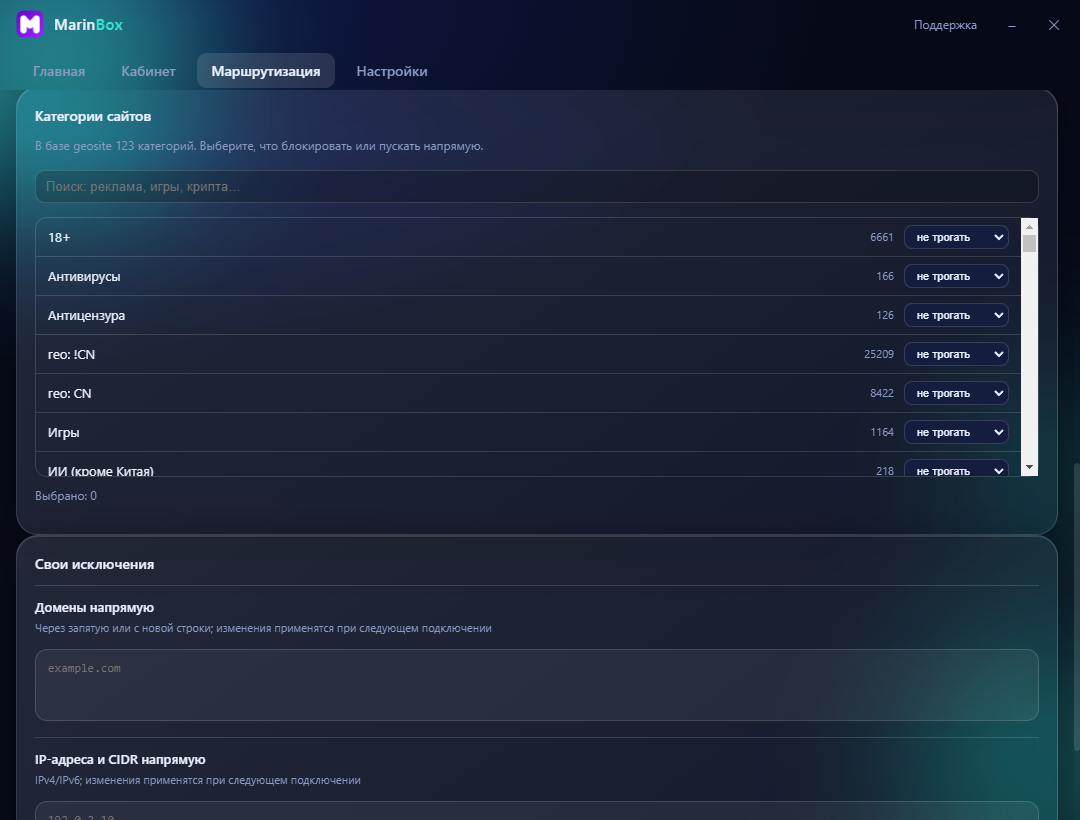 MarinBox
Поддержка
Главная Кабинет Маршрутизация Настройки
Категории сайтов
В базе geosite 123 категорий. Выберите, что блокировать или пускать напрямую.
Поиск: реклама, игры, крипта...
18+ 6661 не трогать
Антивирусы 166 не трогать
Антицензура 126 не трогать
гео: !CN 25209 не трогать
гео: CN 8422 не трогать
Игры 1164 не трогать
ИИ (кроме Китая) 218 не трогать
Выбрано: 0
Свои исключения
Домены напрямую
Через запятую или с новой строки; изменения применятся при следующем подключении
example.com
IP-адреса и CIDR напрямую
IPv4/IPv6; изменения применятся при следующем подключении
192.0.2.10